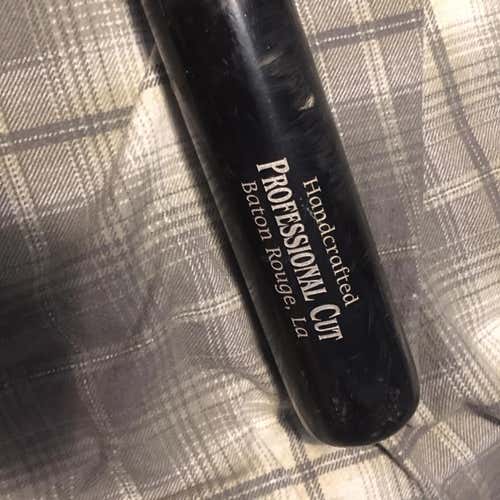 Handcrafted
PROFESSIONAL CUT
Baton Rouge, La